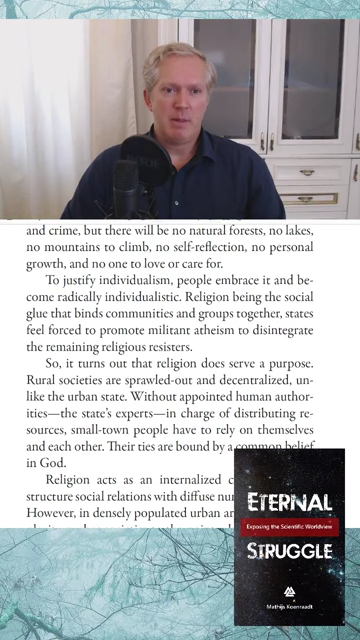 and crime, but there will be no natural forests, no lakes,
no mountains to climb, no self-reflection, no personal
growth, and no one to love or care for.
To justify individualism, people embrace it and be-
come radically individualistic. Religion being the social
glue that binds communities and groups together, states
feel forced to promote militant atheism to disintegrate
the remaining religious resisters.
So, it turns out that religion does serve a purpose.
Rural societies are sprawled-out and decentralized, un-
like the urban state. Without appointed human author-
ities—the state's experts—in charge of distributing re-
sources, small-town people have to rely on themselves
and each other. Their ties are bound by a common belief
in God.
Religion acts as an internalized
structure social relations with diffuse
However, in densely populated urban
ETERNAL
Exposing the Scientific Worldview
STRUGGLE
Mathijs Koenraadt